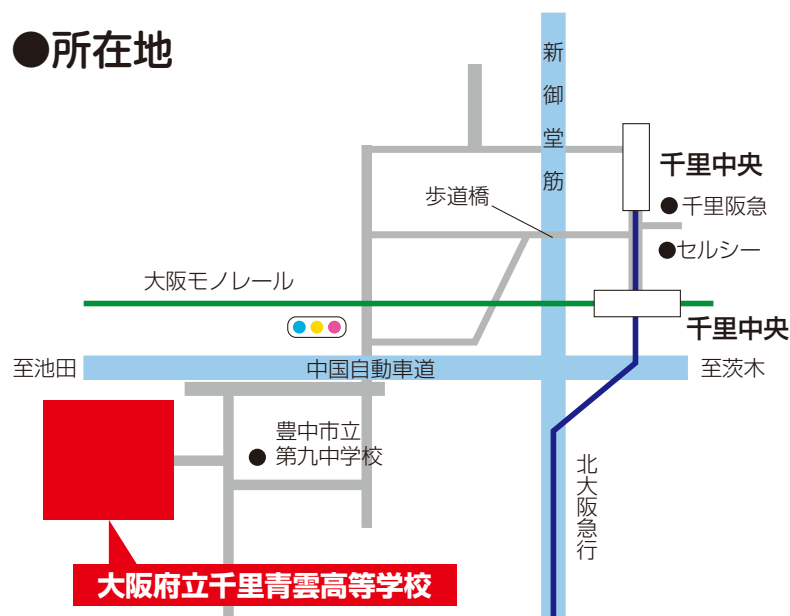 ●所在地
新御堂筋
千里中央
歩道橋
●千里阪急
●セルシー
大阪モノレール
千里中央
至池田
中国自動車道
至茨木
豊中市立
●第九中学校
北大阪急行
大阪府立千里青雲高等学校